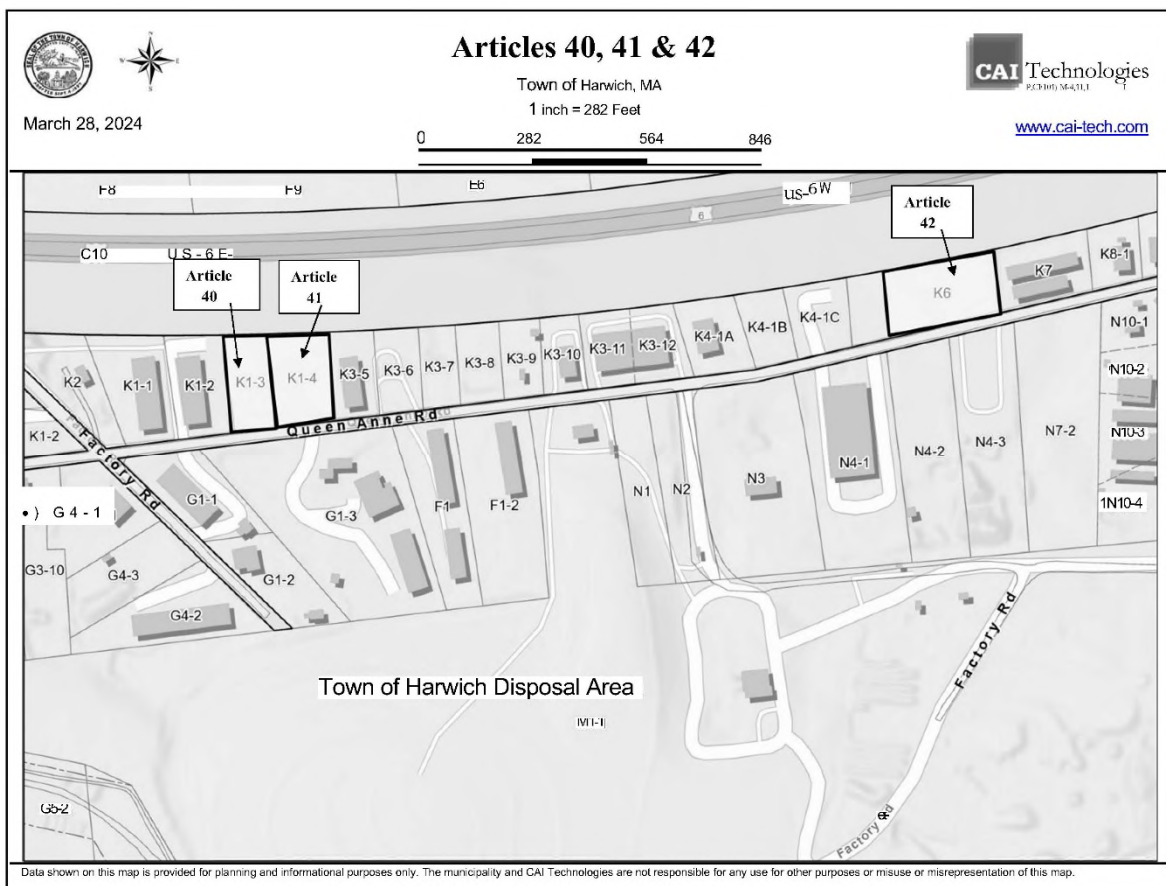 Articles 40, 41 & 42
Town of Harwich, MA
1 inch = 282 Feet
March 28, 2024
CAI Technologies
www.cai-tech.com
0 282 564 846
F8 F9 E6
US-6W
6
Article
42
C10 US-6 E-
Article
40
Article
41
K8-1
K7
K6
K4-1C
K4-1B
K4-1A
K3-12
K3-11
K3-10
K3-9
K3-8
K3-7
K3-6
K3-5
K1-4
K1-3
K1-2
K1-1
K2
K1-2
Queen Anne Rd
Factory Rd
N10-1
N10-2
N10-3
1N10-4
N7-2
N4-3
N4-2
N4-1
N3
N2
N1
F1-2
F1
G1-3
G1-1
•) G4-1
G3-10
G4-3
G1-2
G4-2
Factory Rd
Town of Harwich Disposal Area
M1-1
G5-2
Factory Rd
Data shown on this map is provided for planning and informational purposes only. The municipality and CAI Technologies are not responsible for any use for other purposes or misuse or misrepresentation of this map.